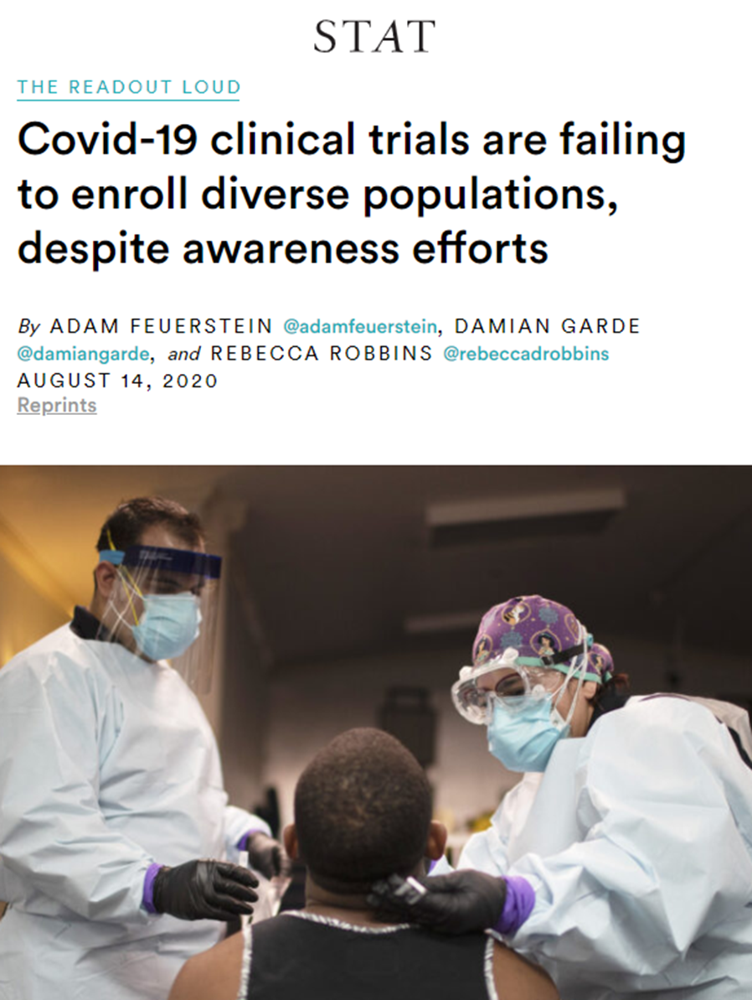 STAT
THE READOUT LOUD
Covid-19 clinical trials are failing
to enroll diverse populations,
despite awareness efforts
By ADAM FEUERSTEIN @adamfeuerstein, DAMIAN GARDE
@damiangarde, and REBECCA ROBBINS @rebeccadrobbins
AUGUST 14, 2020
Reprints